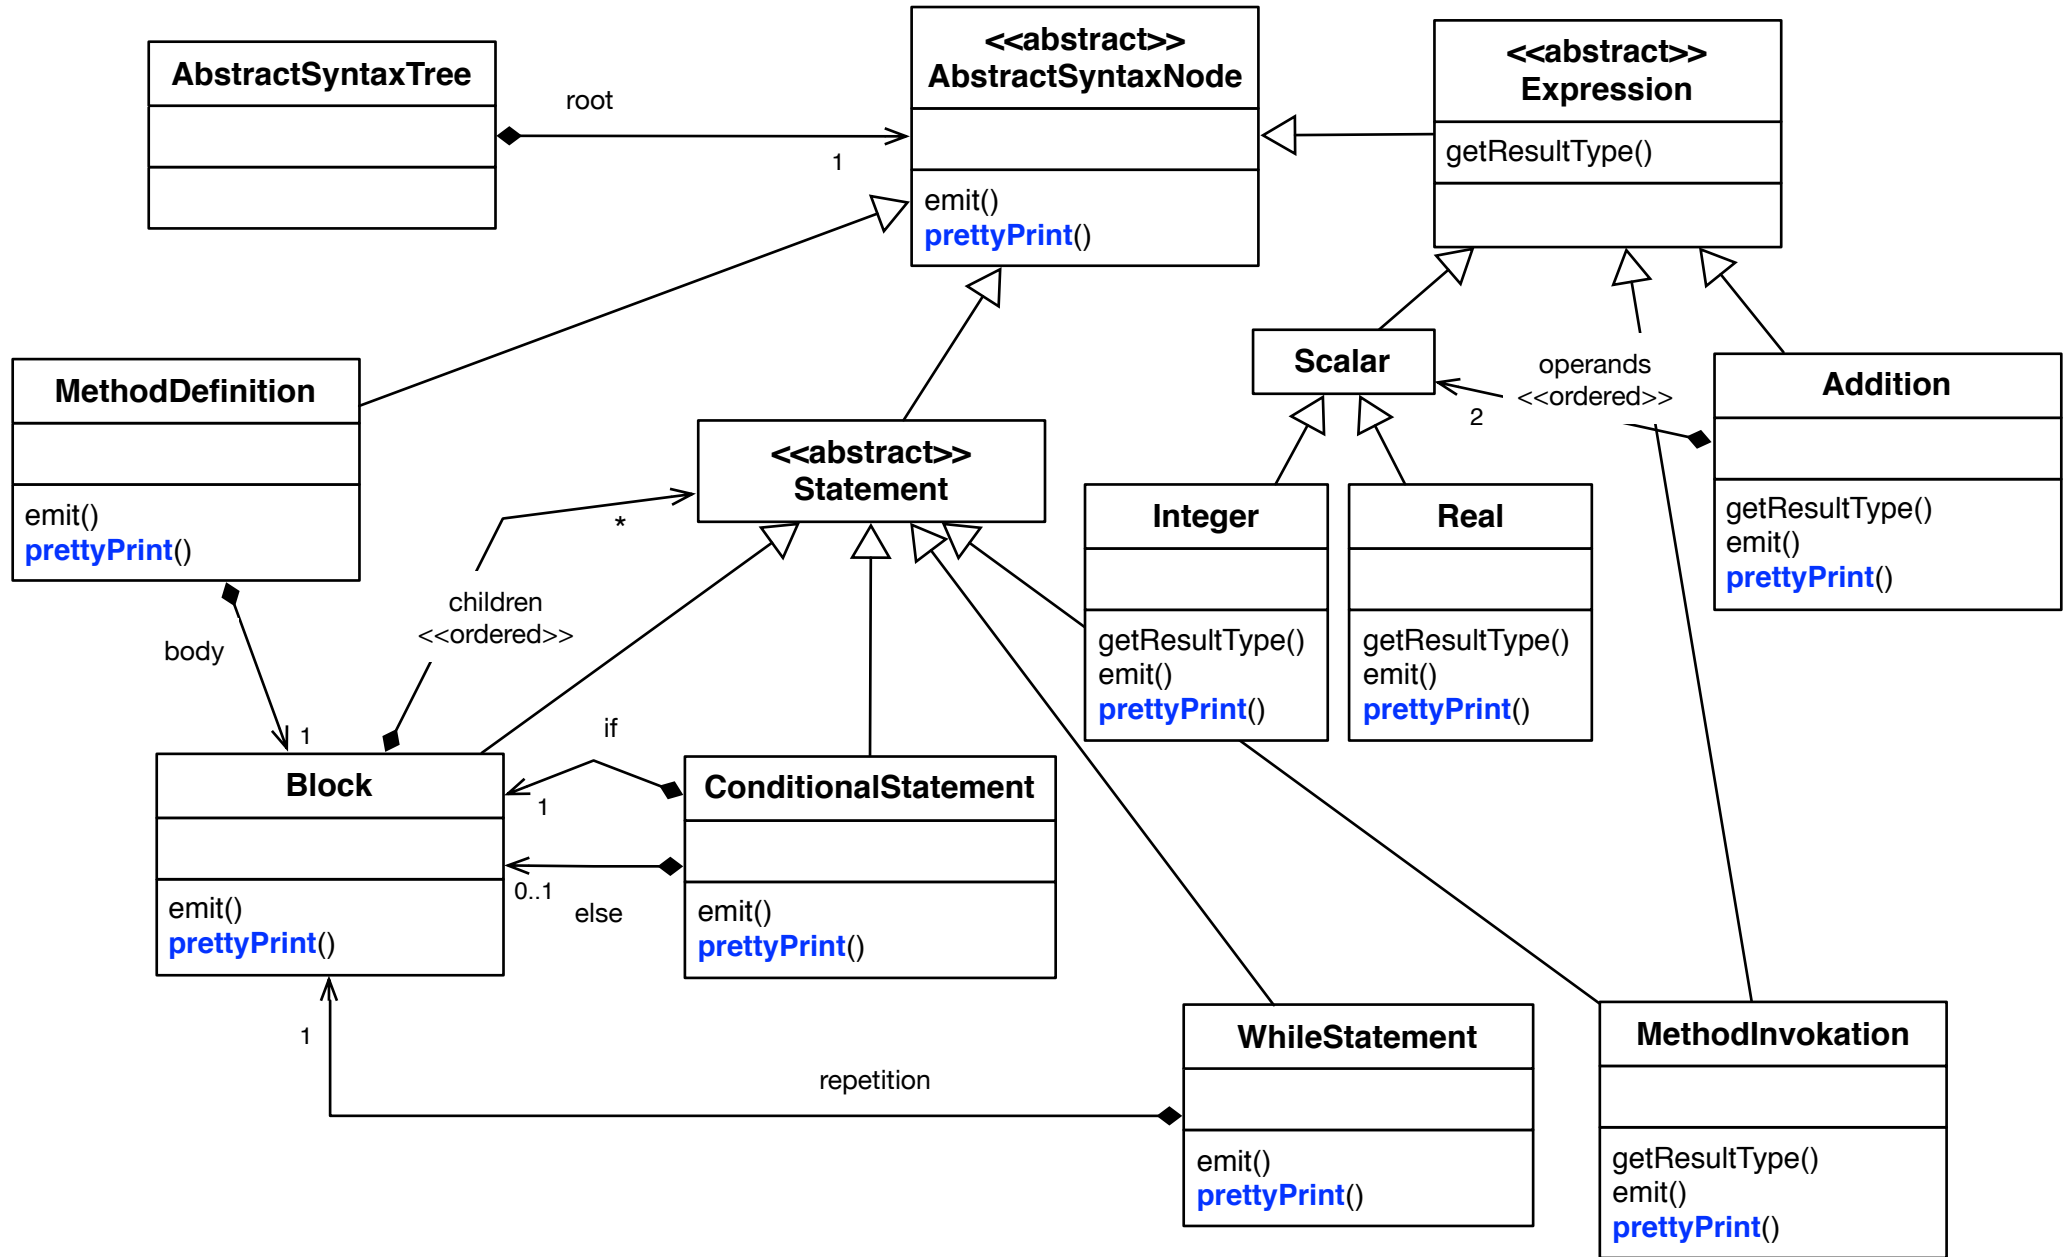 AbstractSyntaxTree
root
1
<<abstract>>
AbstractSyntaxNode
emit()
prettyPrint()
<<abstract>>
Expression
getResultType()
MethodDefinition
emit()
prettyPrint()
body
1
<<abstract>>
Statement
*
children
<<ordered>>
Scalar
operands
<<ordered>>
2
Addition
getResultType()
emit()
prettyPrint()
Integer
getResultType()
emit()
prettyPrint()
Real
getResultType()
emit()
prettyPrint()
Block
emit()
prettyPrint()
if
1
0..1
else
ConditionalStatement
emit()
prettyPrint()
1
repetition
WhileStatement
emit()
prettyPrint()
MethodInvokation
getResultType()
emit()
prettyPrint()